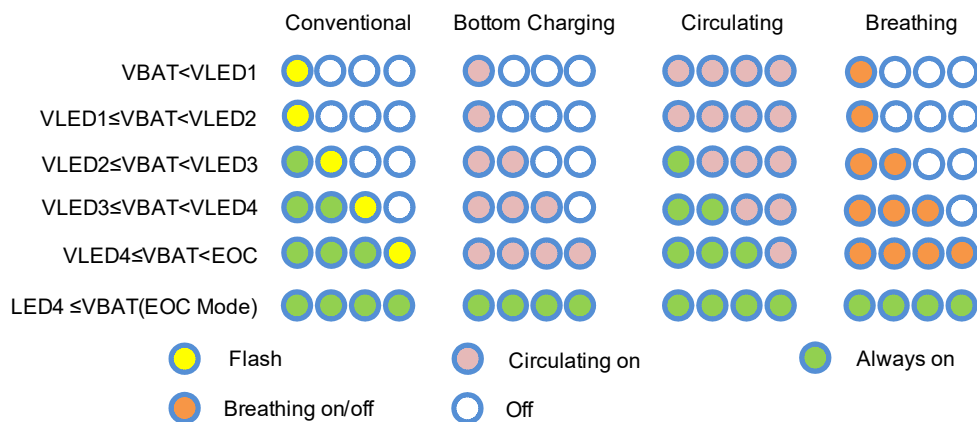 Conventional Bottom Charging Circulating Breathing
VBAT<VLED1
VLED1≤VBAT<VLED2
VLED2≤VBAT<VLED3
VLED3≤VBAT<VLED4
VLED4≤VBAT<EOC
LED4 ≤VBAT(EOC Mode)
Flash Circulating on Always on
Breathing on/off Off